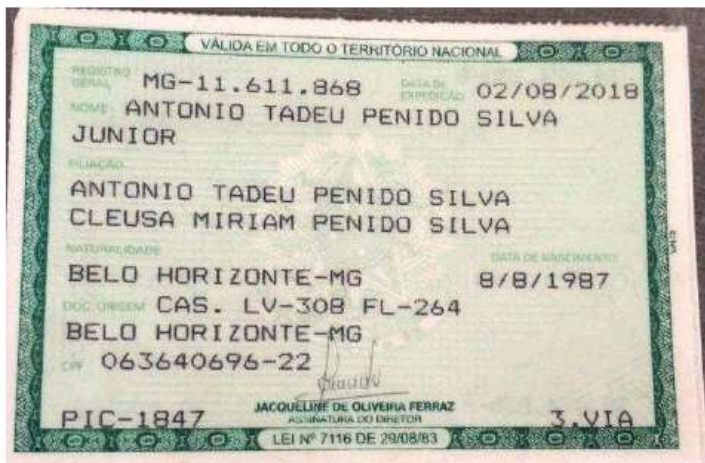 VÁLIDA EM TODO O TERRITÓRIO NACIONAL
REGISTRO GERAL MG-11.611.868 DATA DE EXPEDIÇÃO 02/08/2018
NOME ANTONIO TADEU PENIDO SILVA
JUNIOR
FILIAÇÃO
ANTONIO TADEU PENIDO SILVA
CLEUSA MIRIAM PENIDO SILVA
NATURALIDADE DATA DE NASCIMENTO
BELO HORIZONTE-MG 8/8/1987
DOC. ORIGEM CAS. LV-308 FL-264
BELO HORIZONTE-MG
CPF 063640696-22
PIC-1847 JACQUELINE DE OLIVEIRA FERRAZ 3.VIA
ASSINATURA DO DIRETOR
LEI Nº 7116 DE 29/08/83